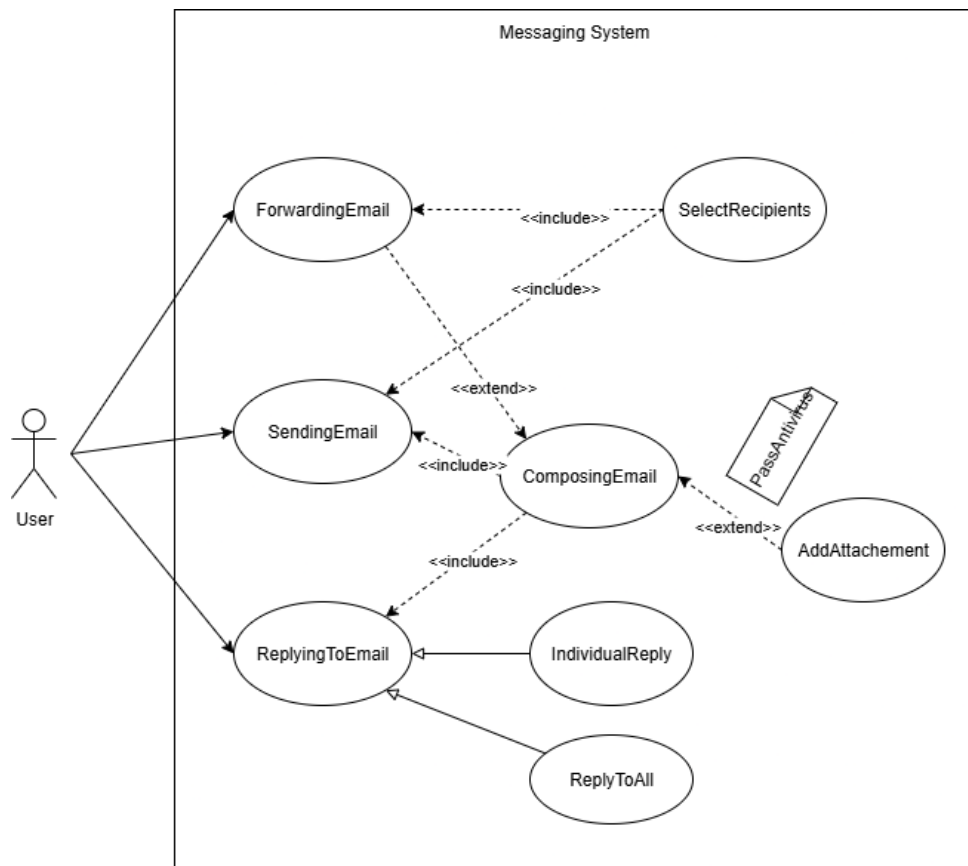 Messaging System
ForwardingEmail
<<include>>
SelectRecipients
<<include>>
<<extend>>
PassAntivirus
SendingEmail
<<include>>
ComposingEmail
<<extend>>
AddAttachement
User
<<include>>
ReplyingToEmail
IndividualReply
ReplyToAll